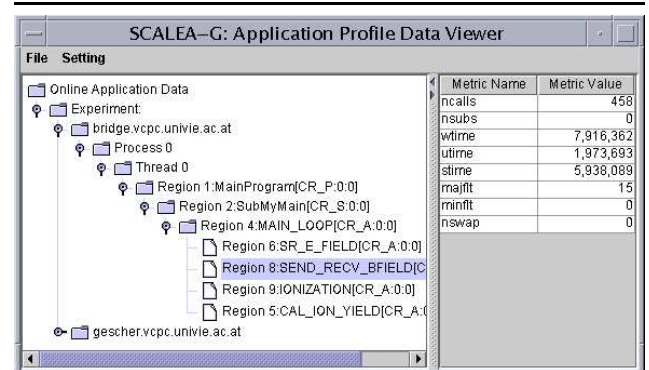 SCALEA-G: Application Profile Data Viewer
File Setting
Online Application Data
Experiment:
bridge.vcpc.univie.ac.at
Process 0
Thread 0
Region 1:MainProgram[CR_P:0:0]
Region 2:SubMyMain[CR_S:0:0]
Region 4:MAIN_LOOP[CR_A:0:0]
Region 6:SR_E_FIELD[CR_A:0:0]
Region 8:SEND_RECV_BFIELD[C
Region 9:IONIZATION[CR_A:0:0]
Region 5:CAL_ION_YIELD[CR_A:(
gescher.vcpc.univie.ac.at
Metric Name Metric Value
ncalls 458
nsubs 0
wtime 7,916,362
utime 1,973,693
stime 5,938,089
majflt 15
minflt 0
nswap 0